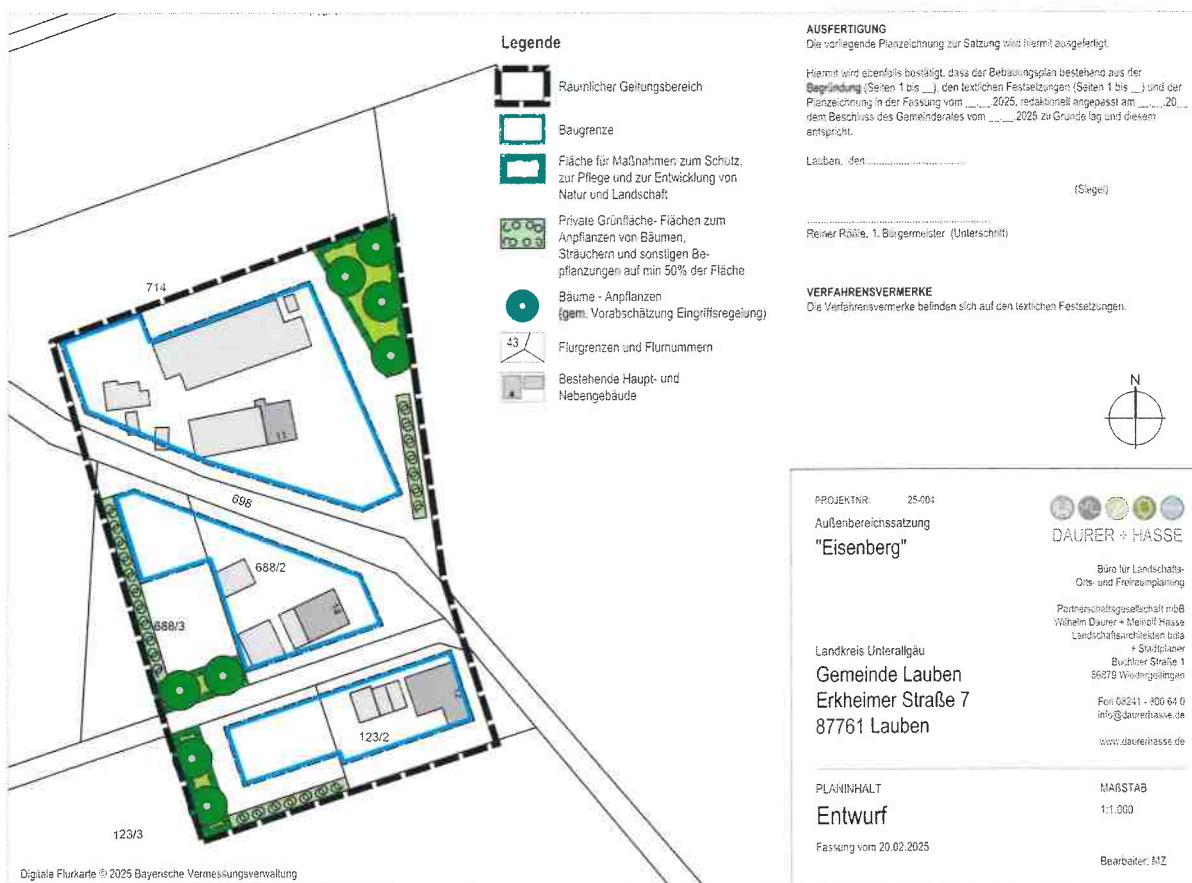 Legende
Räumlicher Geltungsbereich
Baugrenze
Fläche für Maßnahmen zum Schutz,
zur Pflege und zur Entwicklung von
Natur und Landschaft
Private Grünfläche- Flächen zum
Anpflanzen von Bäumen,
Sträuchern und sonstigen Be-
pflanzungen auf min 50% der Fläche
Bäume - Anpflanzen
(gem. Vorabschätzung Eingriffsregelung)
43
Flurgrenzen und Flurnummern
Bestehende Haupt- und
Nebengebäude
714
11
698
688/2
688/3
123/2
123/3
Digitale Flurkarte © 2025 Bayerische Vermessungsverwaltung
AUSFERTIGUNG
Die vorliegende Planzeichnung zur Satzung wird hiermit ausgefertigt.
Hiermit wird ebenfalls bestätigt, dass der Bebauungsplan bestehend aus der
Begründung (Seiten 1 bis __), den textlichen Festsetzungen (Seiten 1 bis __) und der
Planzeichnung in der Fassung vom __.__.2025, redaktionell angepasst am __.__.20__
dem Beschluss des Gemeinderates vom __.__.2025 zu Grunde lag und diesem
entspricht.
Lauben, den ..............................
(Siegel)
..................................................
Reiner Rößle, 1. Bürgermeister (Unterschrift)
VERFAHRENSVERMERKE
Die Verfahrensvermerke befinden sich auf den textlichen Festsetzungen.
N
PROJEKTNR. 25-004
Außenbereichssatzung
"Eisenberg"
DAURER + HASSE
Büro für Landschafts-
Orts- und Freiraumplanung
Partnerschaftsgesellschaft mbB
Wilhelm Daurer + Meinolf Hasse
Landschaftsarchitekten bdla
+ Stadtplaner
Buchloer Straße 1
86879 Wiedergeltingen
Fon 08241 - 800 64 0
info@daurerhasse.de
www.daurerhasse.de
Landkreis Unterallgäu
Gemeinde Lauben
Erkheimer Straße 7
87761 Lauben
PLANINHALT
Entwurf
Fassung vom 20.02.2025
MAßSTAB
1:1.000
Bearbeiter: MZ